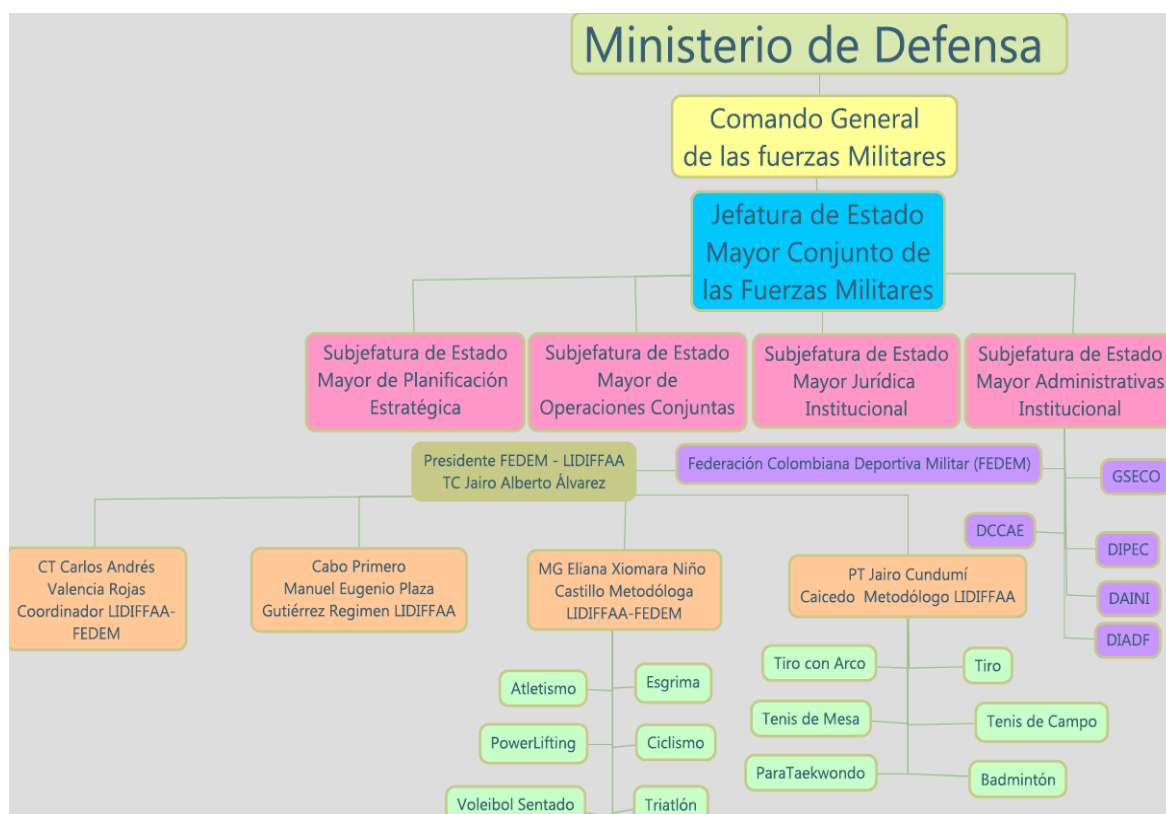 Ministerio de Defensa
Comando General
de las fuerzas Militares
Jefatura de Estado
Mayor Conjunto de
las Fuerzas Militares
Subjefatura de Estado
Mayor de Planificación
Estratégica
Subjefatura de Estado
Mayor de
Operaciones Conjuntas
Subjefatura de Estado
Mayor Jurídica
Institucional
Subjefatura de Estado
Mayor Administrativas
Institucional
Presidente FEDEM - LIDIFFAA
TC Jairo Alberto Álvarez
Federación Colombiana Deportiva Militar (FEDEM)
GSECO
DCCAE
DIPEC
DAINI
DIADF
CT Carlos Andrés
Valencia Rojas
Coordinador LIDIFFAA-
FEDEM
Cabo Primero
Manuel Eugenio Plaza
Gutiérrez Regimen LIDIFFAA
MG Eliana Xiomara Niño
Castillo Metodóloga
LIDIFFAA-FEDEM
PT Jairo Cundumí
Caicedo Metodólogo LIDIFFAA
Atletismo
Esgrima
PowerLifting
Ciclismo
Voleibol Sentado
Triatlón
Tiro con Arco
Tiro
Tenis de Mesa
Tenis de Campo
ParaTaekwondo
Badmintón